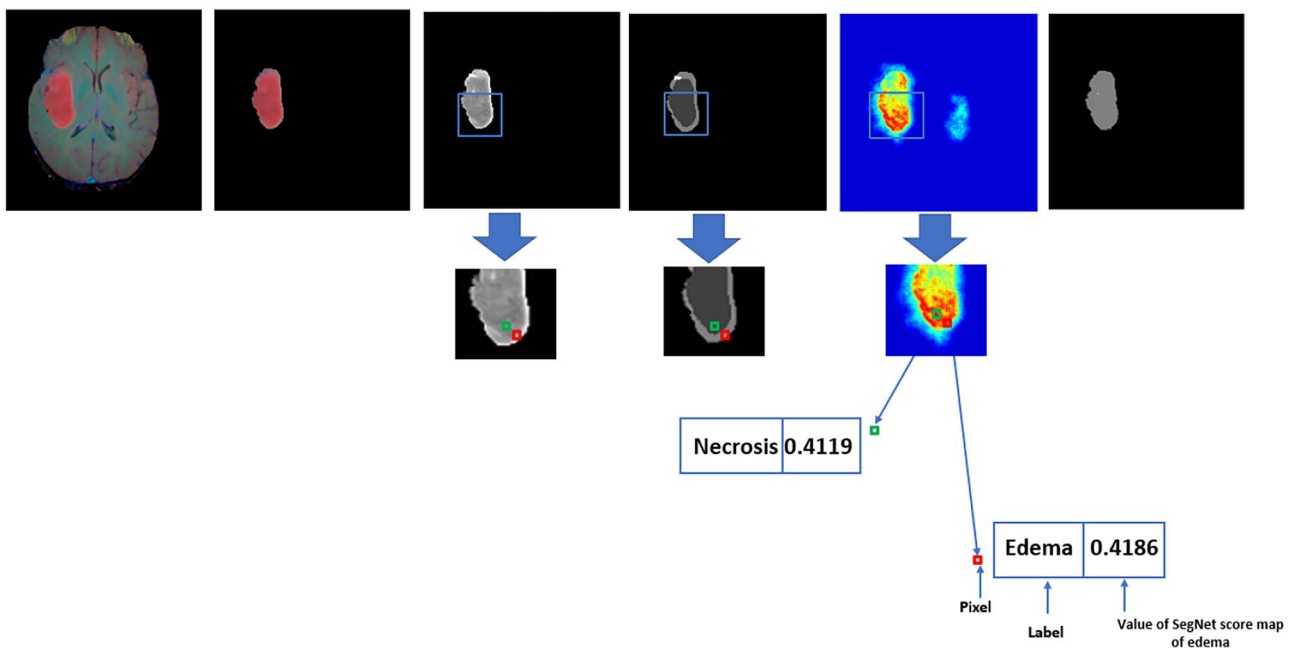 Necrosis 0.4119
Edema 0.4186
Pixel
Label
Value of SegNet score map
of edema